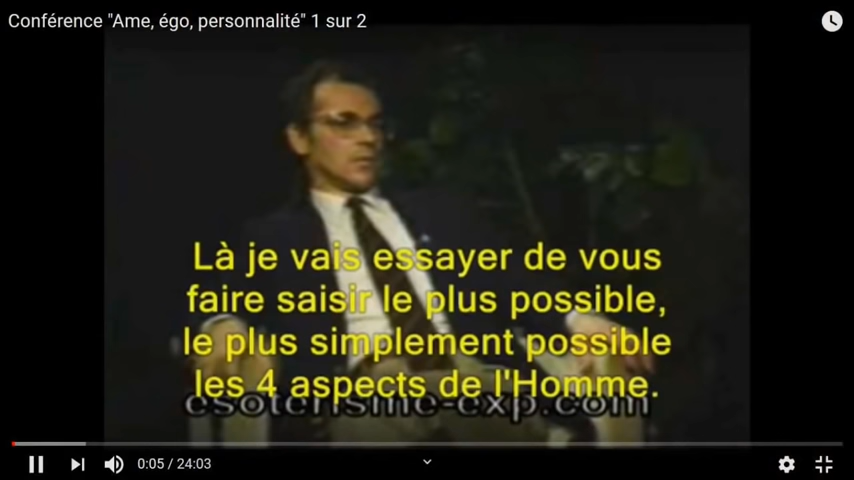 Conférence "Ame, égo, personnalité" 1 sur 2
Là je vais essayer de vous
faire saisir le plus possible,
le plus simplement possible
les 4 aspects de l'Homme.
esoterisme-exp.com
0:05 / 24:03